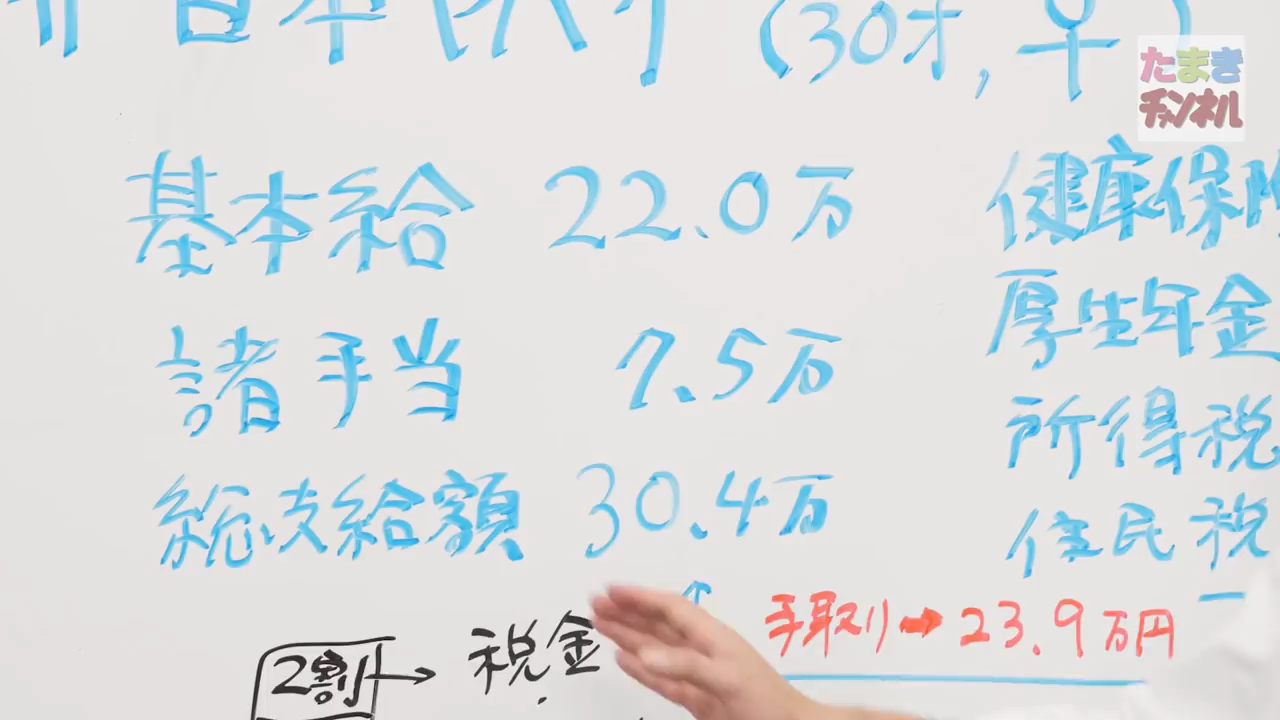 (30才,
たまき
チャンネル
基本給 22.0万
諸手当 7.5万
総支給額 30.4万
健康保険
厚生年金
所得税
住民税
手取り→23.9万円
2割→税金